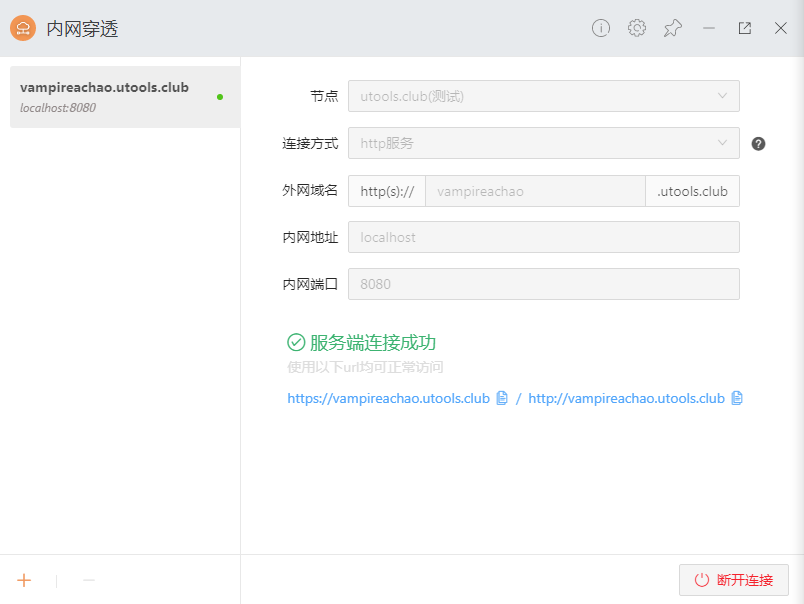 内网穿透
vampireachao.utools.club
localhost:8080
节点 utools.club(测试)
连接方式 http服务
外网域名 http(s):// vampireachao .utools.club
内网地址 localhost
内网端口 8080
服务端连接成功
使用以下url均可正常访问
https://vampireachao.utools.club / http://vampireachao.utools.club
断开连接